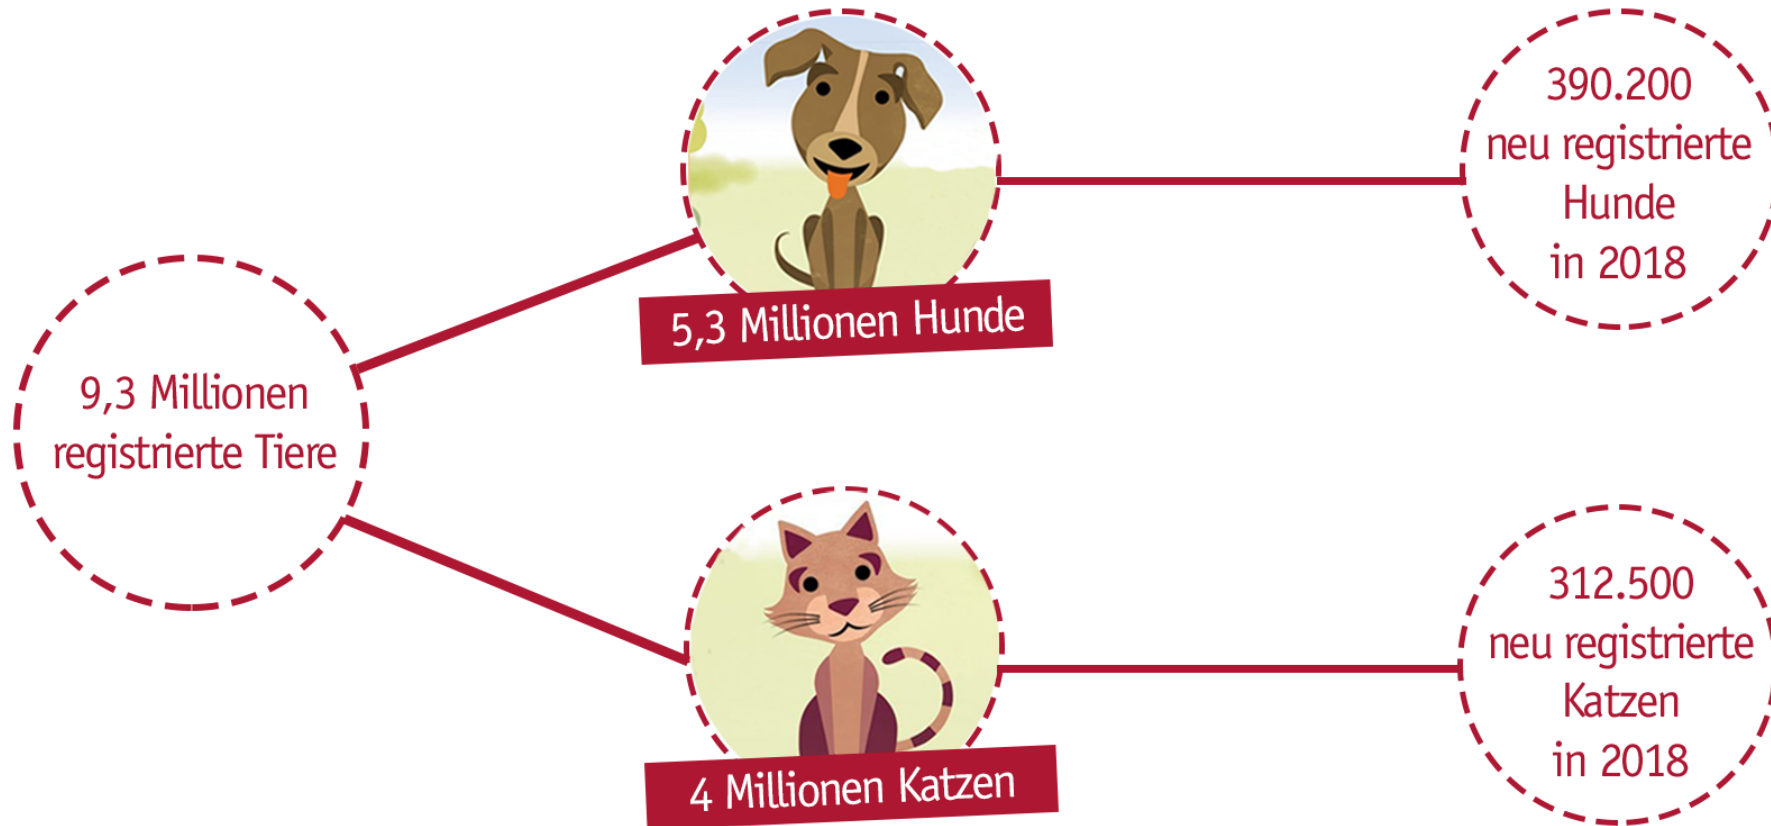 9,3 Millionen
registrierte Tiere
5,3 Millionen Hunde
390.200
neu registrierte
Hunde
in 2018
4 Millionen Katzen
312.500
neu registrierte
Katzen
in 2018